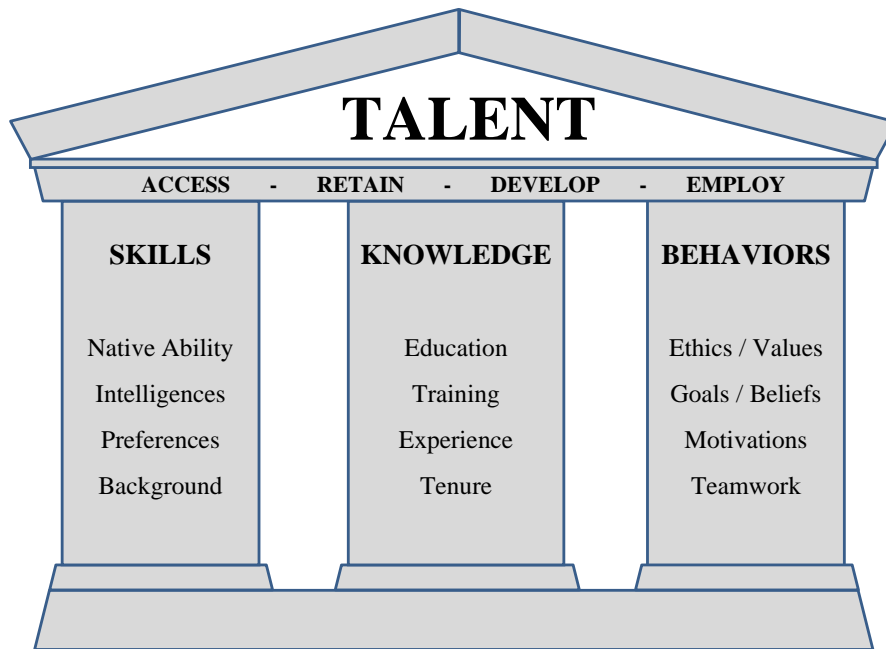 TALENT
ACCESS - RETAIN - DEVELOP - EMPLOY
SKILLS
Native Ability
Intelligences
Preferences
Background
KNOWLEDGE
Education
Training
Experience
Tenure
BEHAVIORS
Ethics / Values
Goals / Beliefs
Motivations
Teamwork